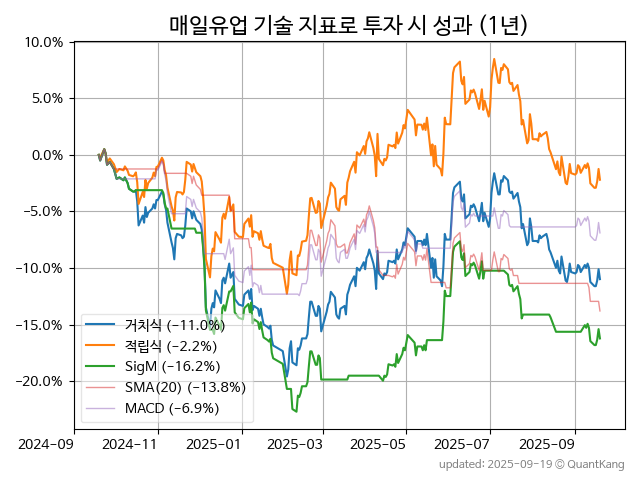 매일유업 기술 지표로 투자 시 성과 (1년)
10.0%
5.0%
0.0%
−5.0%
−10.0%
−15.0%
−20.0%
거치식 (−11.0%)
적립식 (−2.2%)
SigM (−16.2%)
SMA(20) (−13.8%)
MACD (−6.9%)
2024-09 2024-11 2025-01 2025-03 2025-05 2025-07 2025-09
updated: 2025-09-19 © QuantKang